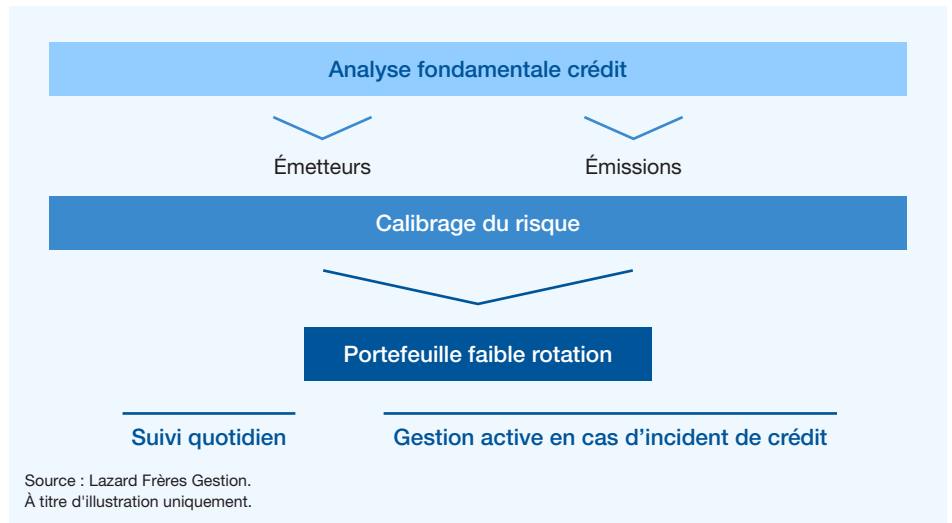 Analyse fondamentale crédit
Émetteurs
Émissions
Calibrage du risque
Portefeuille faible rotation
Suivi quotidien
Gestion active en cas d’incident de crédit
Source : Lazard Frères Gestion.
À titre d'illustration uniquement.